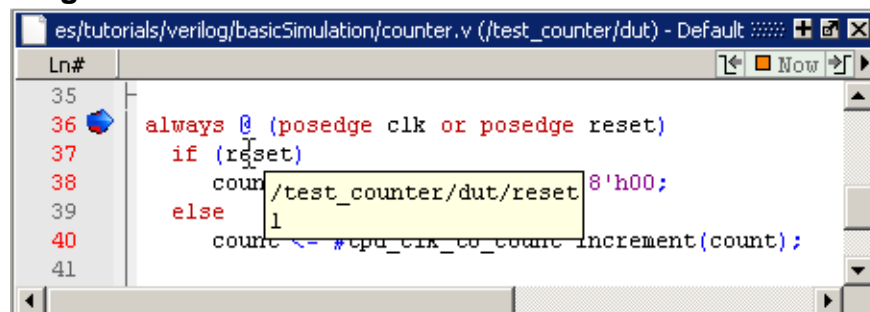 es/tutorials/verilog/basicSimulation/counter.v (/test_counter/dut) - Default
Ln#
Now
35
36 always @ (posedge clk or posedge reset)
37 if (reset)
38 coun 8'h00;
/test_counter/dut/reset
1
39 else
40 count <= #tpd_clk_to_count increment(count);
41